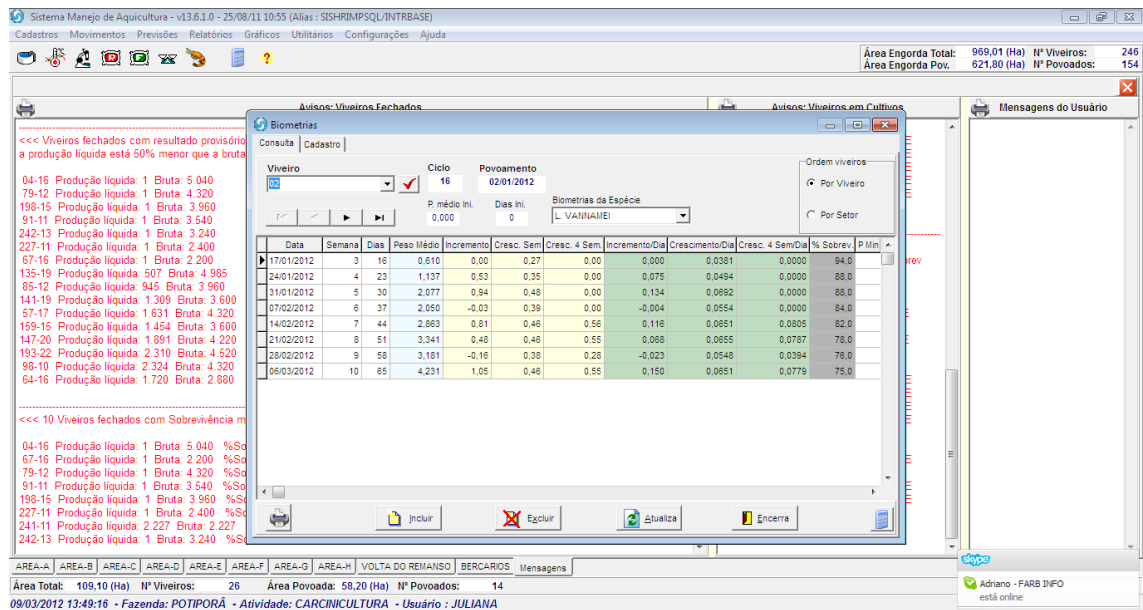 Sistema Manejo de Aquicultura - v13.6.1.0 - 25/08/11 10:55 (Alias : SISHRIMPSQL/INTRBASE)
Cadastros Movimentos Previsões Relatórios Gráficos Utilitários Configurações Ajuda
Área Engorda Total: 969,01 (Ha) Nº Viveiros: 246
Área Engorda Pov. 621,80 (Ha) Nº Povoados: 154
Avisos: Viveiros Fechados
Avisos: Viveiros em Cultivos
Mensagens do Usuário
<<< Viveiros fechados com resultado provisório
a produção líquida está 50% menor que a bruta
04-16 Produção líquida: 1 Bruta: 5.040
79-12 Produção líquida: 1 Bruta: 4.320
198-15 Produção líquida: 1 Bruta: 3.960
91-11 Produção líquida: 1 Bruta: 3.540
242-13 Produção líquida: 1 Bruta: 3.240
227-11 Produção líquida: 1 Bruta: 2.400
67-16 Produção líquida: 1 Bruta: 2.200
135-19 Produção líquida: 507 Bruta: 4.985
85-12 Produção líquida: 945 Bruta: 3.960
141-19 Produção líquida: 1.309 Bruta: 3.600
57-17 Produção líquida: 1.631 Bruta: 4.320
159-15 Produção líquida: 1.454 Bruta: 3.600
147-20 Produção líquida: 1.891 Bruta: 4.220
193-22 Produção líquida: 2.310 Bruta: 4.520
98-10 Produção líquida: 2.324 Bruta: 4.320
64-16 Produção líquida: 1.720 Bruta: 2.880
<<< 10 Viveiros fechados com Sobrevivência m
04-16 Produção líquida: 1 Bruta: 5.040 %So
67-16 Produção líquida: 1 Bruta: 2.200 %So
79-12 Produção líquida: 1 Bruta: 4.320 %So
91-11 Produção líquida: 1 Bruta: 3.540 %So
198-15 Produção líquida: 1 Bruta: 3.960 %So
227-11 Produção líquida: 1 Bruta: 2.400 %So
241-11 Produção líquida: 2.227 Bruta: 2.227
242-13 Produção líquida: 1 Bruta: 3.240 %So
Biometrias
Consulta Cadastro
Viveiro Ciclo Povoamento
02 16 02/01/2012
P. médio Ini. Dias Ini. Biometrias da Espécie
0,000 0 L. VANNAMEI
Ordem viveiros
Por Viveiro
Por Setor
Data Semana Dias Peso Médio Incremento Cresc. Sem Cresc. 4 Sem. Incremento/Dia Crescimento/Dia Cresc. 4 Sem/Dia % Sobrev. P Min
17/01/2012 3 16 0,610 0,00 0,27 0,00 0,000 0,0381 0,0000 94,0
24/01/2012 4 23 1,137 0,53 0,35 0,00 0,075 0,0494 0,0000 88,0
31/01/2012 5 30 2,077 0,94 0,48 0,00 0,134 0,0692 0,0000 88,0
07/02/2012 6 37 2,050 -0,03 0,39 0,00 -0,004 0,0554 0,0000 84,0
14/02/2012 7 44 2,863 0,81 0,46 0,56 0,116 0,0651 0,0805 82,0
21/02/2012 8 51 3,341 0,48 0,46 0,55 0,068 0,0655 0,0787 78,0
28/02/2012 9 58 3,181 -0,16 0,38 0,28 -0,023 0,0548 0,0394 76,0
06/03/2012 10 65 4,231 1,05 0,46 0,55 0,150 0,0651 0,0779 75,0
Incluir Excluir Atualiza Encerra
rev
AREA-A AREA-B AREA-C AREA-D AREA-E AREA-F AREA-G AREA-H VOLTA DO REMANSO BERCARIOS Mensagens
Área Total: 109,10 (Ha) Nº Viveiros: 26 Área Povoada: 58,20 (Ha) Nº Povoados: 14
09/03/2012 13:49:16 - Fazenda: POTIPORÃ - Atividade: CARCINICULTURA - Usuário : JULIANA
skype
Adriano - FARB INFO
está online